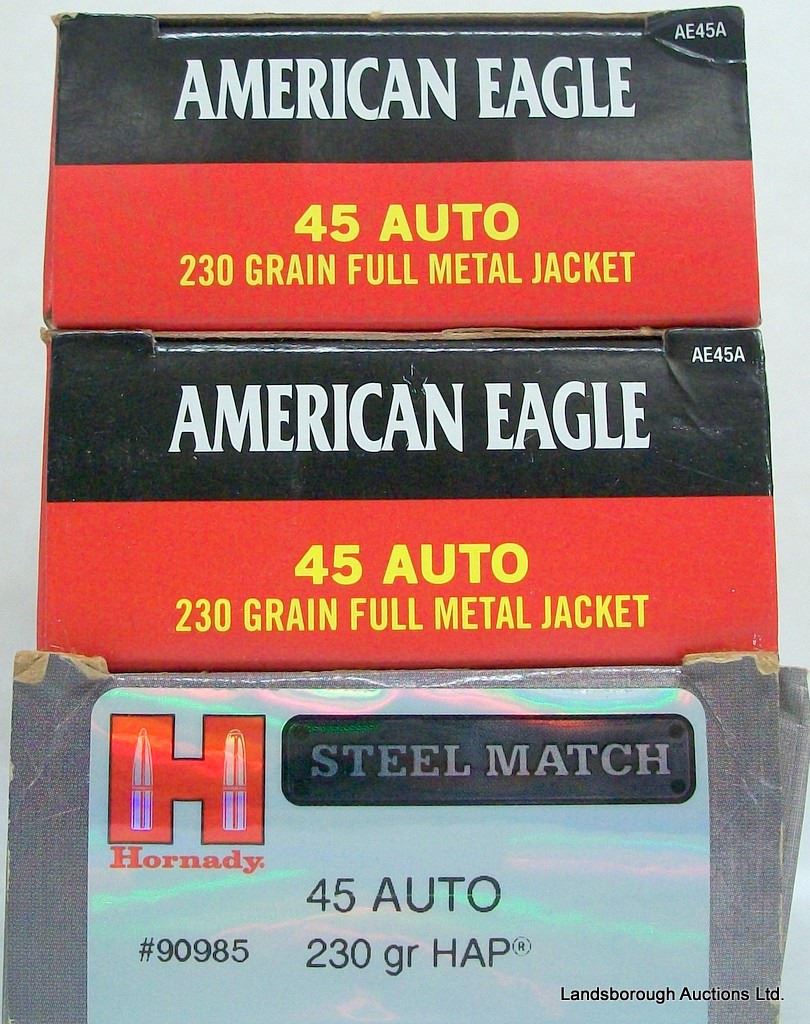 AE45A
AMERICAN EAGLE
45 AUTO
230 GRAIN FULL METAL JACKET
AE45A
AMERICAN EAGLE
45 AUTO
230 GRAIN FULL METAL JACKET
H
STEEL MATCH
Hornady.
45 AUTO
#90985 230 gr HAP®
Landsborough Auctions Ltd.